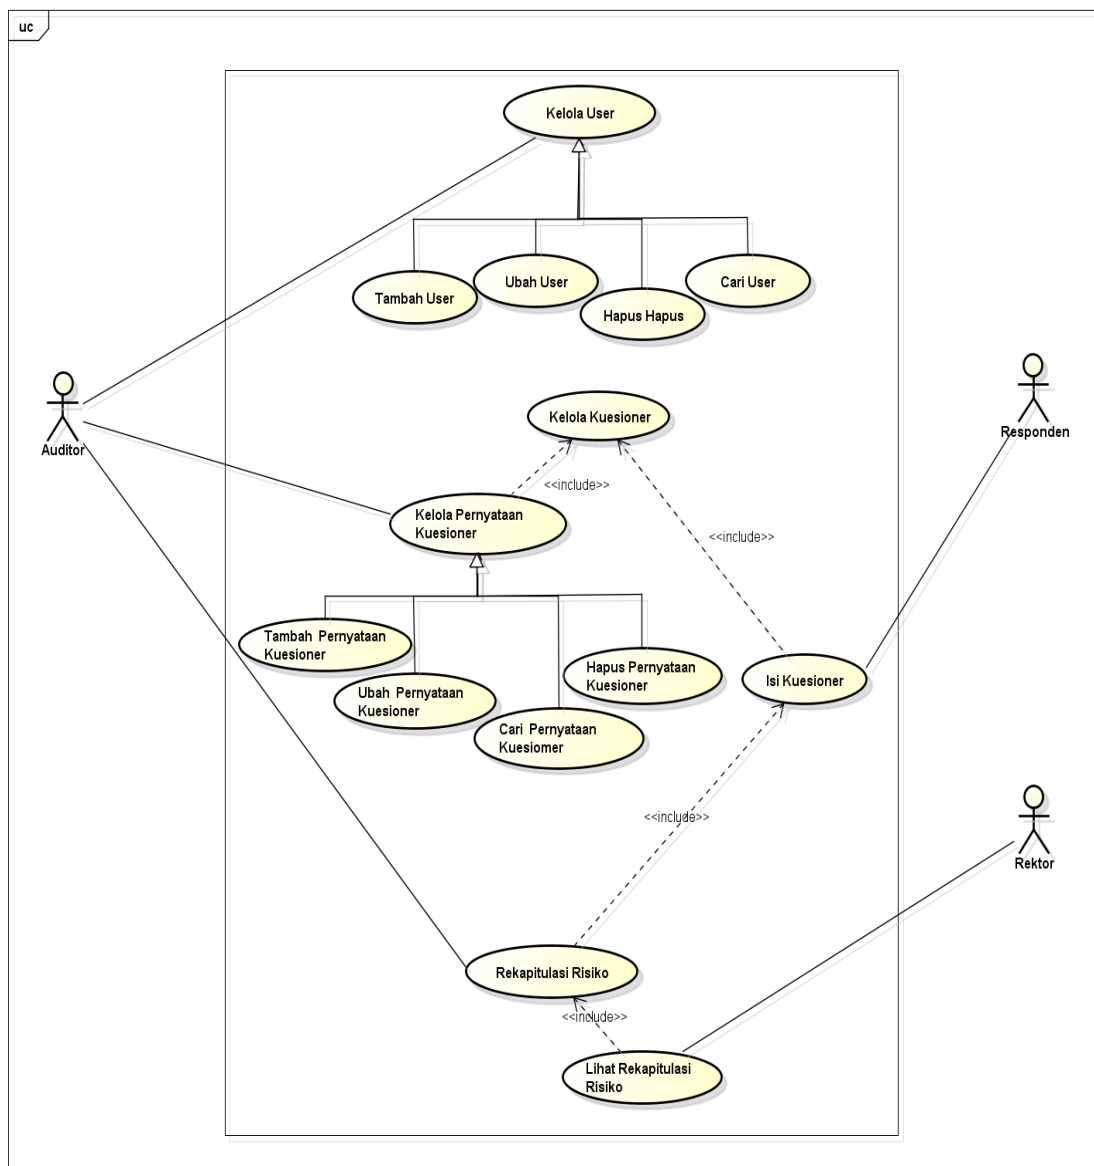 uc
Kelola User
Tambah User
Ubah User
Hapus Hapus
Cari User
Auditor
Responden
Kelola Kuesioner
<<include>>
Kelola Pernyataan
Kuesioner
<<include>>
Tambah Pernyataan
Kuesioner
Ubah Pernyataan
Kuesioner
Cari Pernyataan
Kuesiomer
Hapus Pernyataan
Kuesioner
Isi Kuesioner
<<include>>
Rektor
Rekapitulasi Risiko
<<include>>
Lihat Rekapitulasi
Risiko